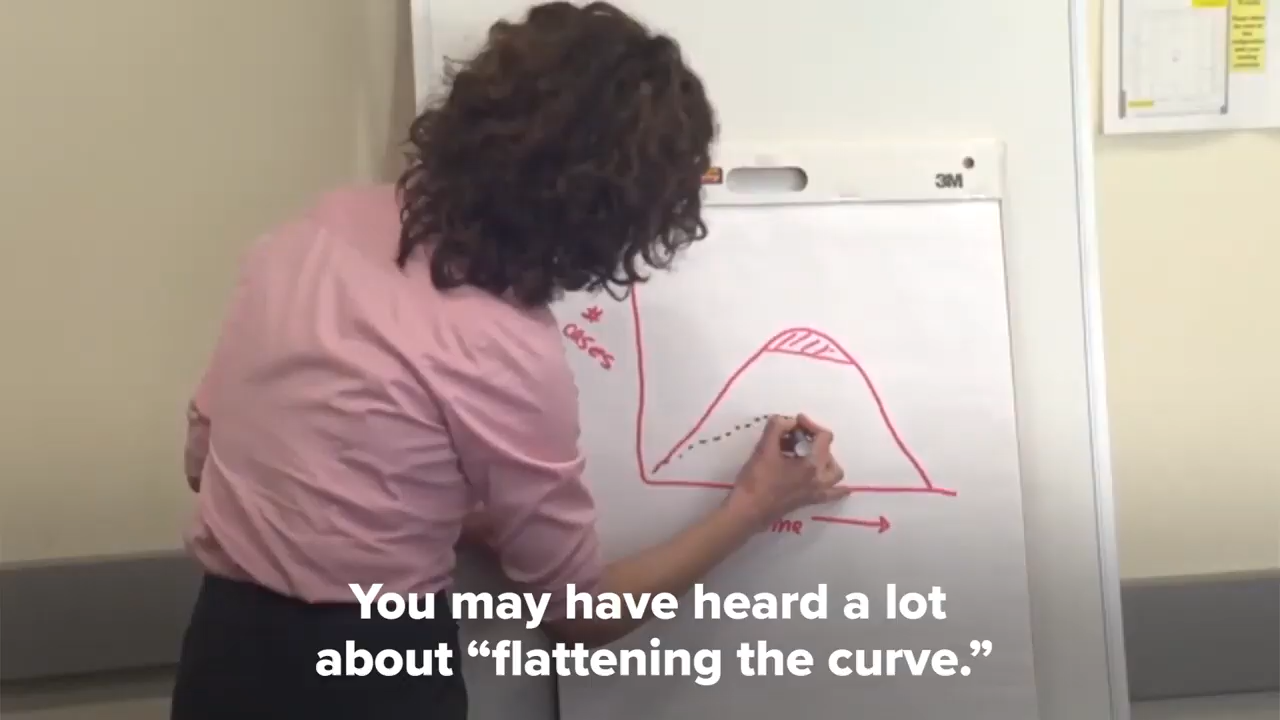 3M
#
cases
me
You may have heard a lot
about “flattening the curve.”